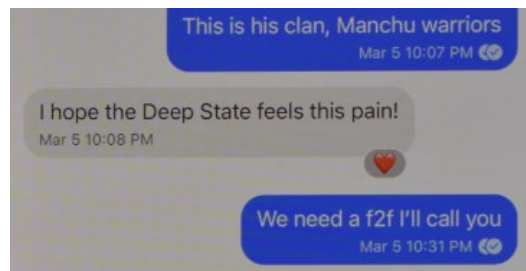 This is his clan, Manchu warriors
Mar 5 10:07 PM
I hope the Deep State feels this pain!
Mar 5 10:08 PM
We need a f2f I'll call you
Mar 5 10:31 PM